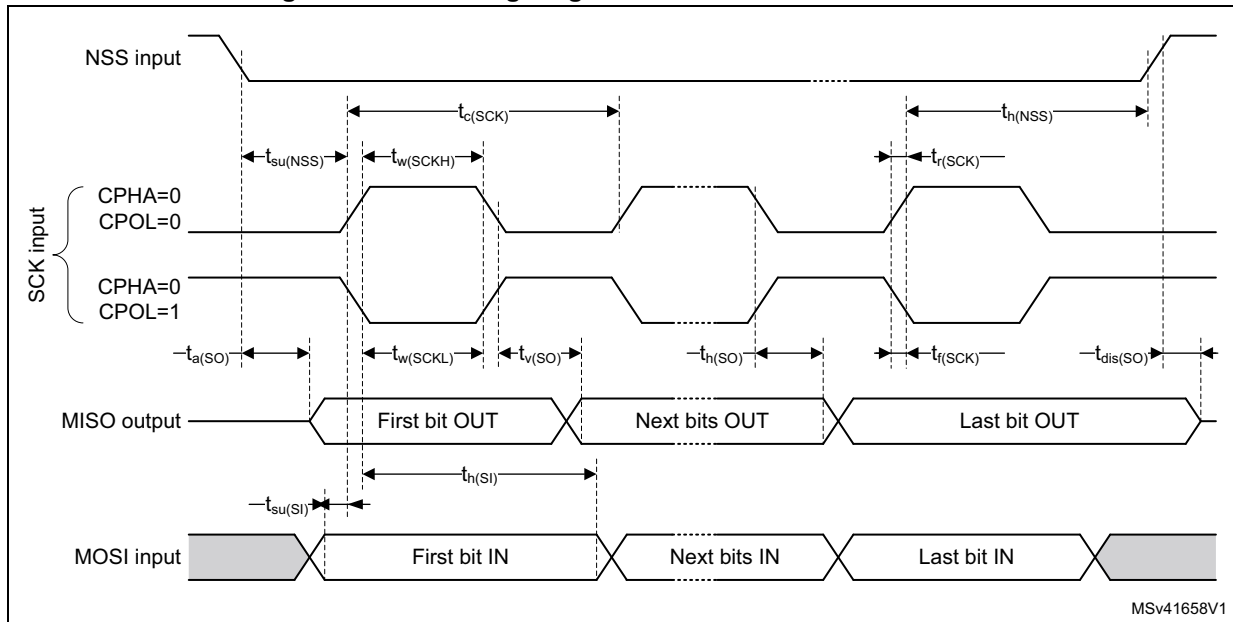 NSS input
tc(SCK)
th(NSS)
tsu(NSS)
tw(SCKH)
tr(SCK)
SCK input
CPHA=0
CPOL=0
CPHA=0
CPOL=1
ta(SO)
tw(SCKL)
tv(SO)
th(SO)
tf(SCK)
tdis(SO)
MISO output
First bit OUT
Next bits OUT
Last bit OUT
th(SI)
tsu(SI)
MOSI input
First bit IN
Next bits IN
Last bit IN
MSv41658V1